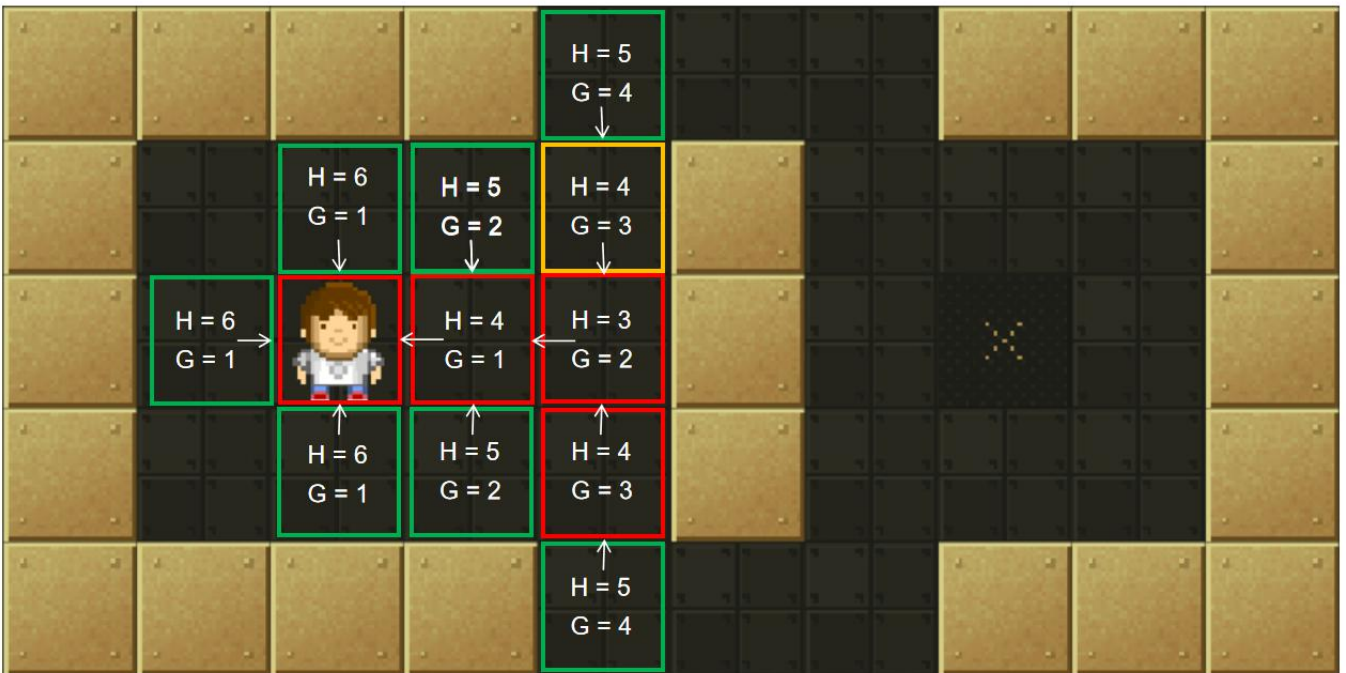 H = 5
G = 4
H = 6
G = 1
H = 5
G = 2
H = 4
G = 3
H = 6
G = 1
H = 4
G = 1
H = 3
G = 2
H = 6
G = 1
H = 5
G = 2
H = 4
G = 3
H = 5
G = 4